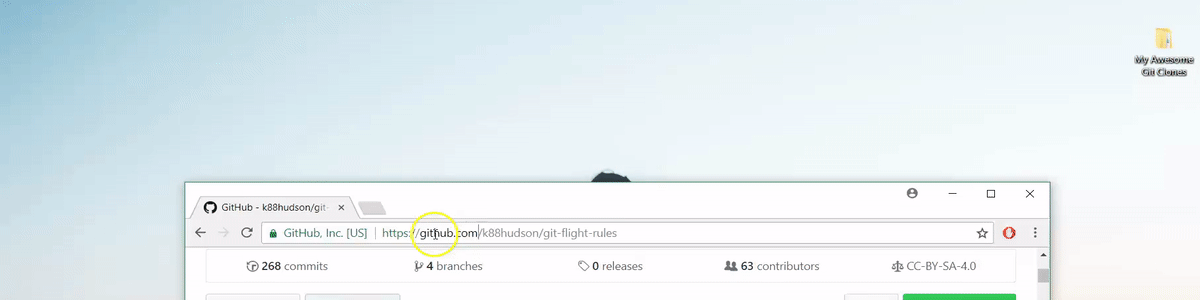 My Awesome
Git Clones
GitHub - k88hudson/git-
GitHub, Inc. [US] https://github.com/k88hudson/git-flight-rules
268 commits 4 branches 0 releases 63 contributors CC-BY-SA-4.0